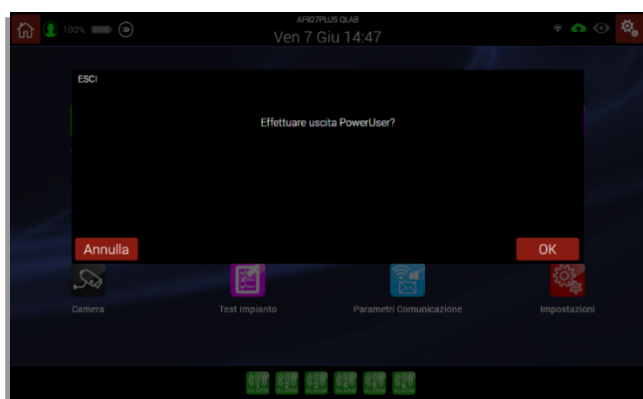 AF927PLUS QLAB
100%
Ven 7 Giu 14:47
ESCI
Effettuare uscita PowerUser?
Annulla
OK
Camera
Test Impianto
Parametri Comunicazione
Impostazioni